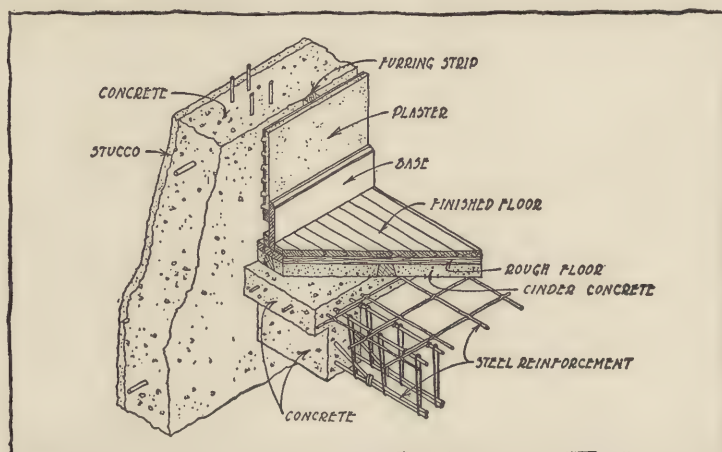 FURRING STRIP
CONCRETE
PLASTER
STUCCO
BASE
FINISHED FLOOR
ROUGH FLOOR
CINDER CONCRETE
STEEL REINFORCEMENT
CONCRETE